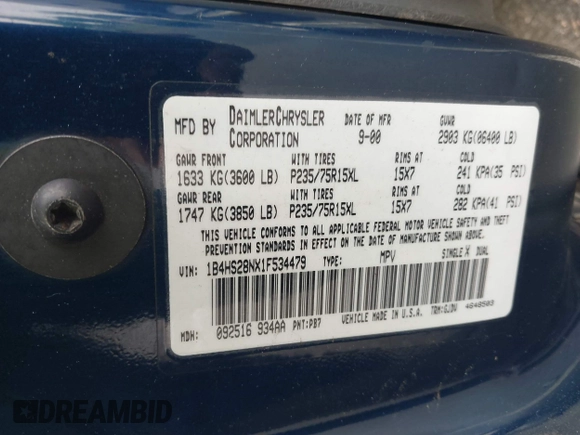 MFD BY DAIMLERCHRYSLER CORPORATION DATE OF MFR 9-00 GVWR 2903 KG(06400 LB)
GAWR FRONT WITH TIRES RIMS AT COLD
1633 KG(3600 LB) P235/75R15XL 15X7 241 KPA(35 PSI)
GAWR REAR WITH TIRES RIMS AT COLD
1747 KG(3850 LB) P235/75R15XL 15X7 282 KPA(41 PSI)
THIS VEHICLE CONFORMS TO ALL APPLICABLE FEDERAL MOTOR VEHICLE SAFETY AND THEFT
PREVENTION STANDARDS IN EFFECT ON THE DATE OF MANUFACTURE SHOWN ABOVE.
VIN: 1B4HS28NX1F534479 TYPE: MPV SINGLE X DUAL
MDH: 092516 934AA PNT:PB7 VEHICLE MADE IN U.S.A. TRM:GJDV 4648503
DREAMBID